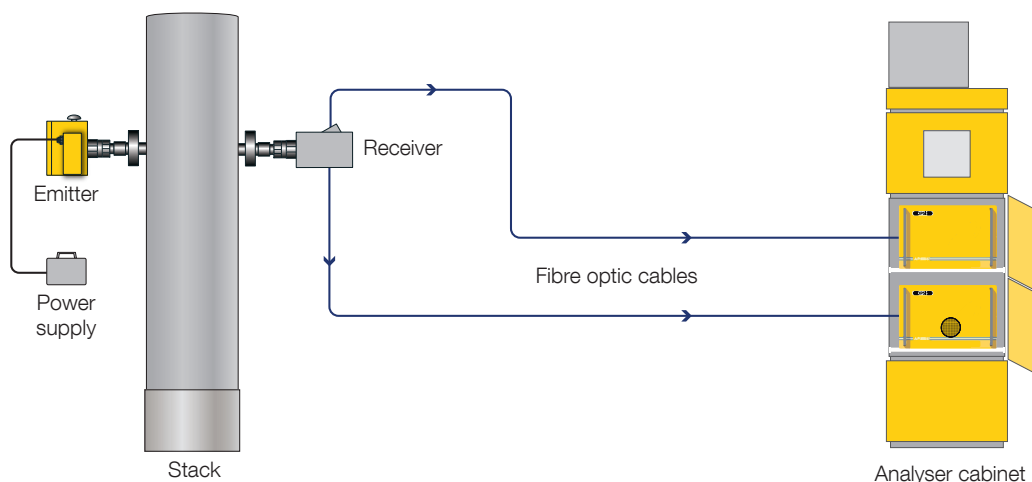 Receiver
Emitter
Fibre optic cables
Power
supply
Stack
Analyser cabinet